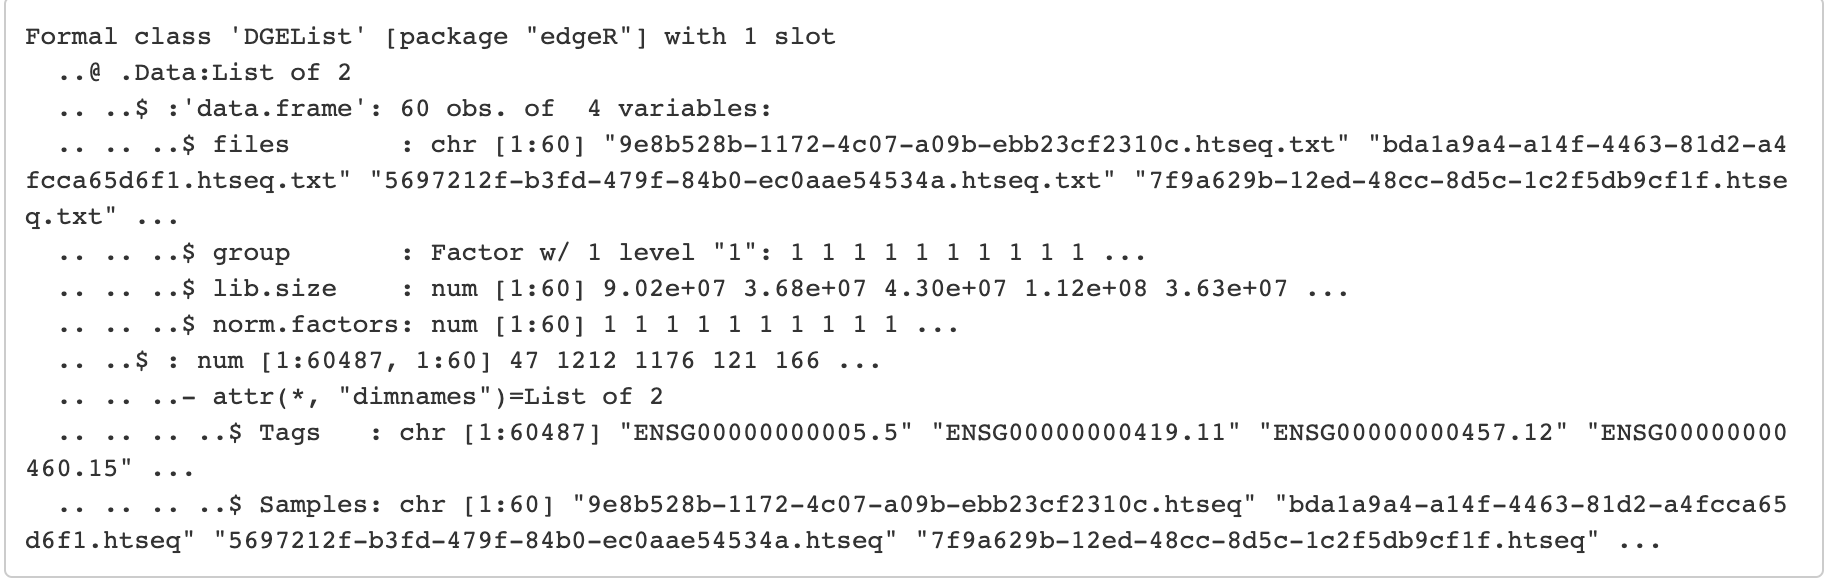 Formal class 'DGEList' [package "edgeR"] with 1 slot
  ..@ .Data:List of 2
  .. ..$ :'data.frame': 60 obs. of  4 variables:
  .. .. ..$ files       : chr [1:60] "9e8b528b-1172-4c07-a09b-ebb23cf2310c.htseq.txt" "bda1a9a4-a14f-4463-81d2-a4
fcca65d6f1.htseq.txt" "5697212f-b3fd-479f-84b0-ec0aae54534a.htseq.txt" "7f9a629b-12ed-48cc-8d5c-1c2f5db9cf1f.htse
q.txt" ...
  .. .. ..$ group       : Factor w/ 1 level "1": 1 1 1 1 1 1 1 1 1 1 ...
  .. .. ..$ lib.size    : num [1:60] 9.02e+07 3.68e+07 4.30e+07 1.12e+08 3.63e+07 ...
  .. .. ..$ norm.factors: num [1:60] 1 1 1 1 1 1 1 1 1 1 ...
  .. ..$ : num [1:60487, 1:60] 47 1212 1176 121 166 ...
  .. .. ..- attr(*, "dimnames")=List of 2
  .. .. .. ..$ Tags   : chr [1:60487] "ENSG00000000005.5" "ENSG00000000419.11" "ENSG00000000457.12" "ENSG00000000
460.15" ...
  .. .. .. ..$ Samples: chr [1:60] "9e8b528b-1172-4c07-a09b-ebb23cf2310c.htseq" "bda1a9a4-a14f-4463-81d2-a4fcca65
d6f1.htseq" "5697212f-b3fd-479f-84b0-ec0aae54534a.htseq" "7f9a629b-12ed-48cc-8d5c-1c2f5db9cf1f.htseq" ...